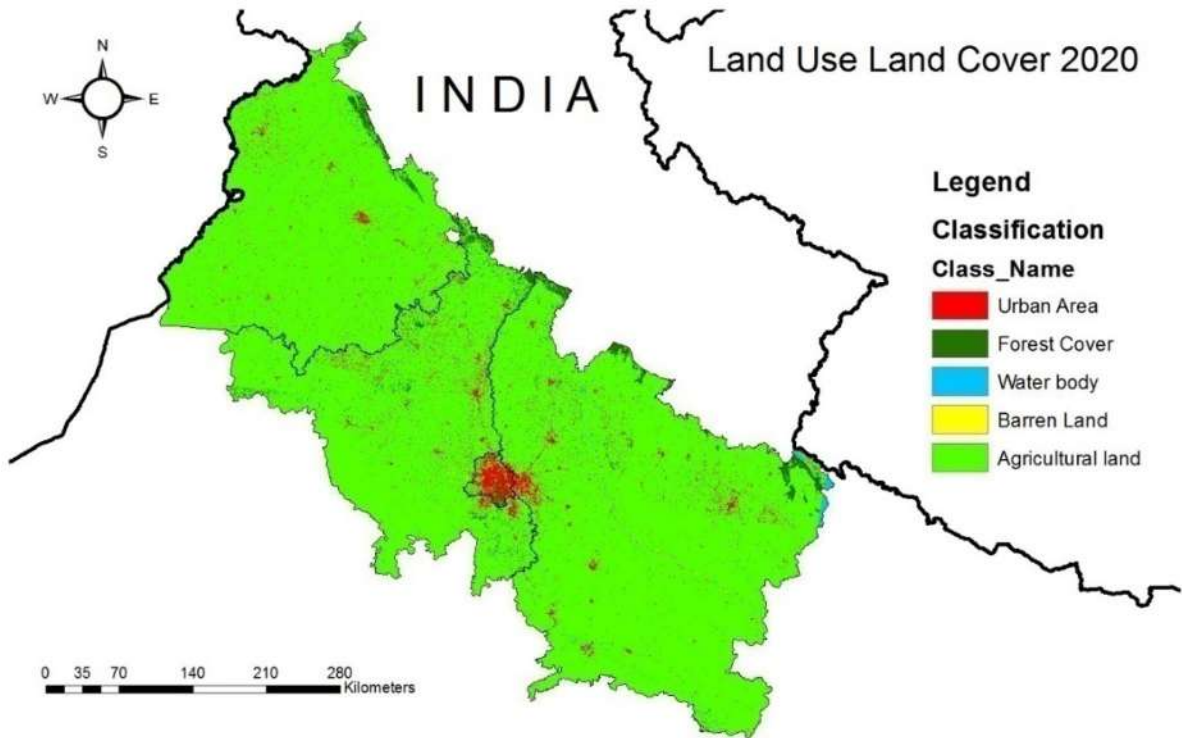 Land Use Land Cover 2020
INDIA
N
W E
S
Legend
Classification
Class_Name
Urban Area
Forest Cover
Water body
Barren Land
Agricultural land
0 35 70 140 210 280
Kilometers